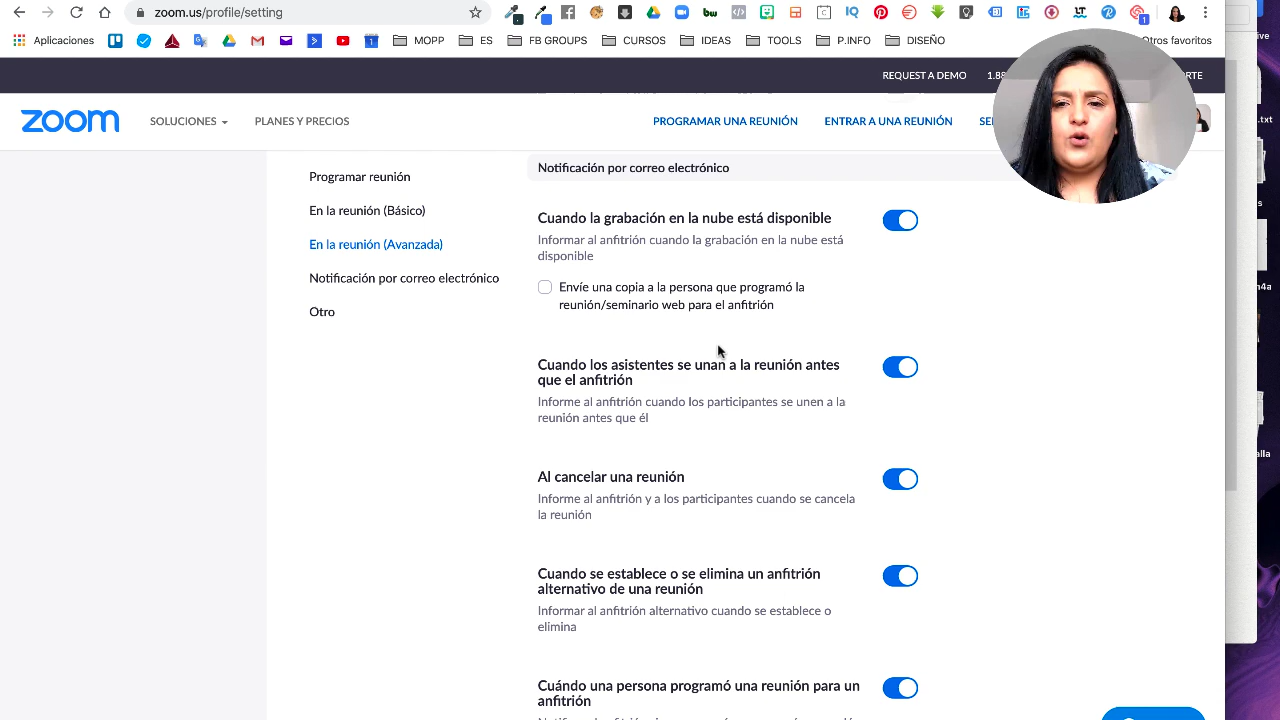 zoom.us/profile/setting
Aplicaciones
MOPP
ES
FB GROUPS
CURSOS
IDEAS
TOOLS
P.INFO
DISEÑO
Otros favoritos
REQUEST A DEMO
1.88
RTE
zoom
SOLUCIONES
PLANES Y PRECIOS
PROGRAMAR UNA REUNIÓN
ENTRAR A UNA REUNIÓN
Programar reunión
En la reunión (Básico)
En la reunión (Avanzada)
Notificación por correo electrónico
Otro
Notificación por correo electrónico
Cuando la grabación en la nube está disponible
Informar al anfitrión cuando la grabación en la nube está
disponible
Envíe una copia a la persona que programó la
reunión/seminario web para el anfitrión
Cuando los asistentes se unan a la reunión antes
que el anfitrión
Informe al anfitrión cuando los participantes se unen a la
reunión antes que él
Al cancelar una reunión
Informe al anfitrión y a los participantes cuando se cancela
la reunión
Cuando se establece o se elimina un anfitrión
alternativo de una reunión
Informar al anfitrión alternativo cuando se establece o
elimina
Cuándo una persona programó una reunión para un
anfitrión